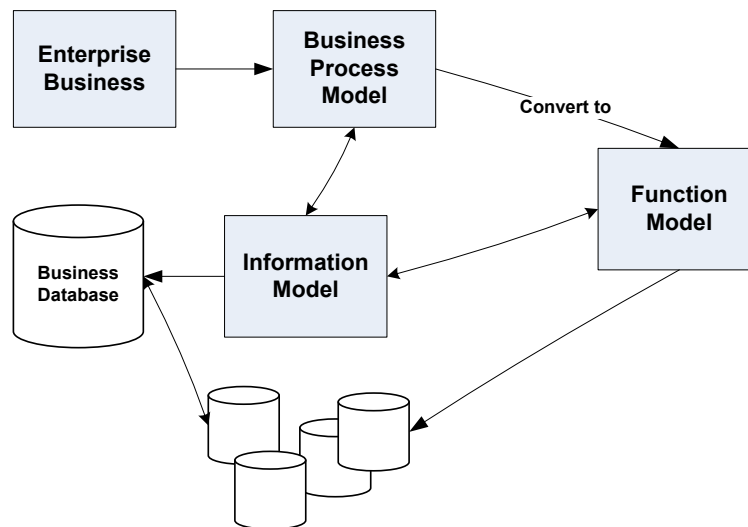 Enterprise
Business
Business
Process
Model
Convert to
Function
Model
Information
Model
Business
Database